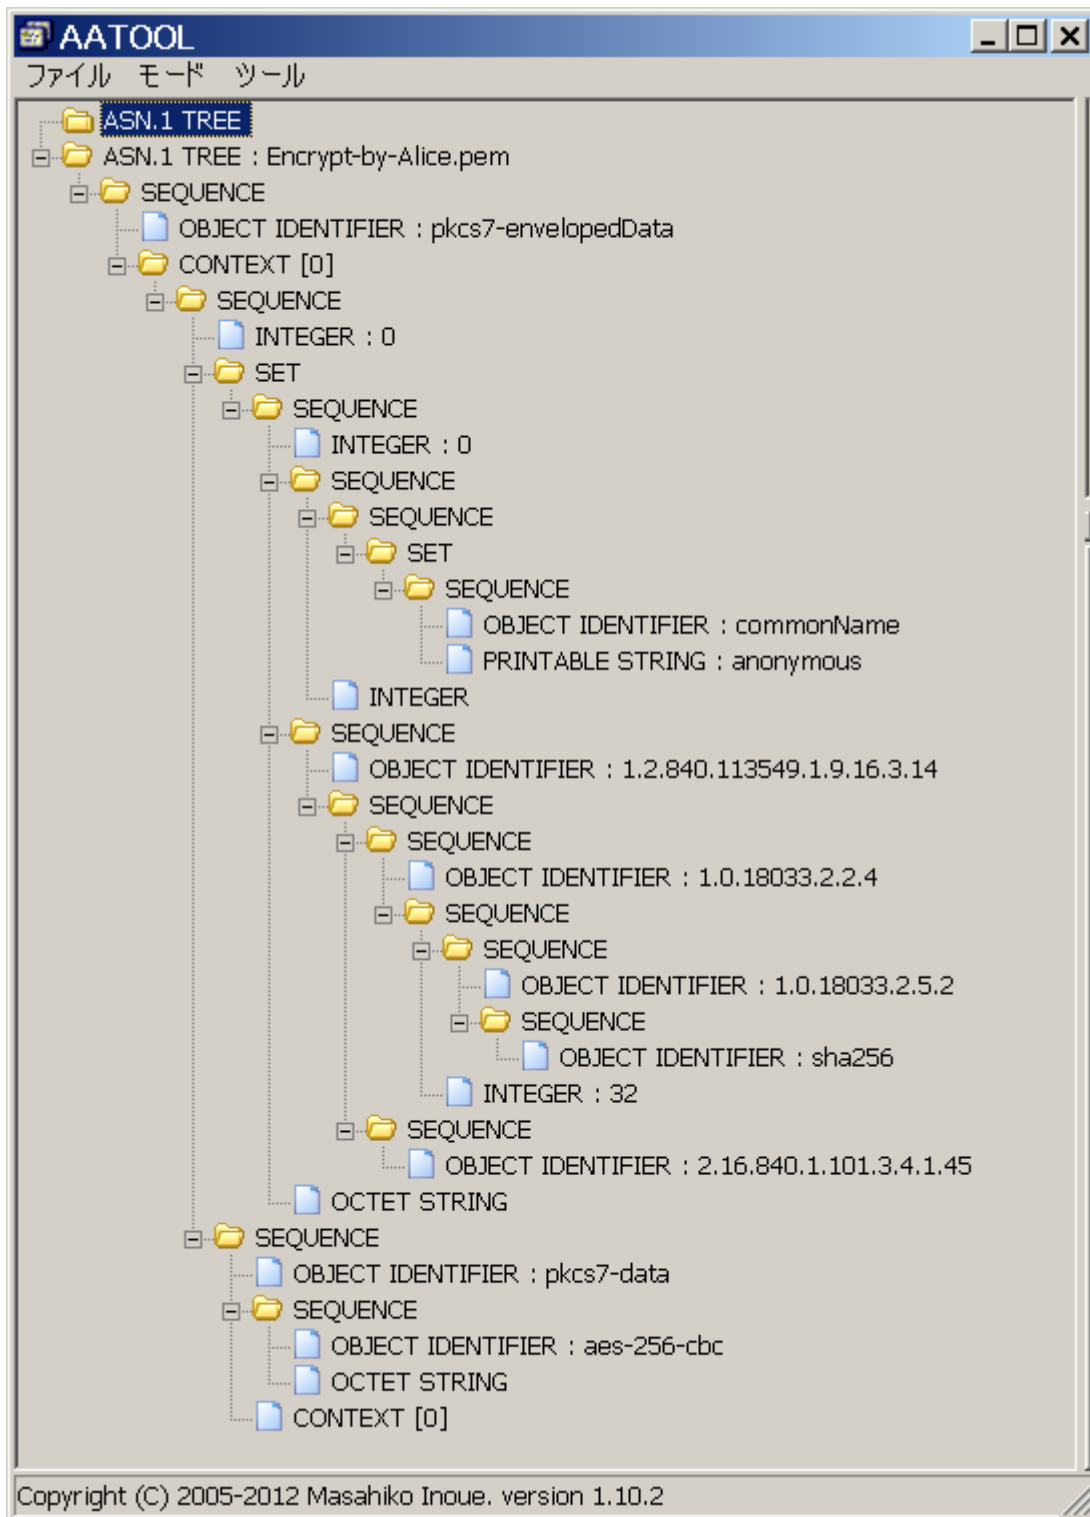 AATOOL
ファイル モード ツール
ASN.1 TREE
ASN.1 TREE : Encrypt-by-Alice.pem
SEQUENCE
OBJECT IDENTIFIER : pkcs7-envelopedData
CONTEXT [0]
SEQUENCE
INTEGER : 0
SET
SEQUENCE
INTEGER : 0
SEQUENCE
SEQUENCE
SET
SEQUENCE
OBJECT IDENTIFIER : commonName
PRINTABLE STRING : anonymous
INTEGER
SEQUENCE
OBJECT IDENTIFIER : 1.2.840.113549.1.9.16.3.14
SEQUENCE
SEQUENCE
OBJECT IDENTIFIER : 1.0.18033.2.2.4
SEQUENCE
SEQUENCE
OBJECT IDENTIFIER : 1.0.18033.2.5.2
SEQUENCE
OBJECT IDENTIFIER : sha256
INTEGER : 32
SEQUENCE
OBJECT IDENTIFIER : 2.16.840.1.101.3.4.1.45
OCTET STRING
SEQUENCE
OBJECT IDENTIFIER : pkcs7-data
SEQUENCE
OBJECT IDENTIFIER : aes-256-cbc
OCTET STRING
CONTEXT [0]
Copyright (C) 2005-2012 Masahiko Inoue. version 1.10.2